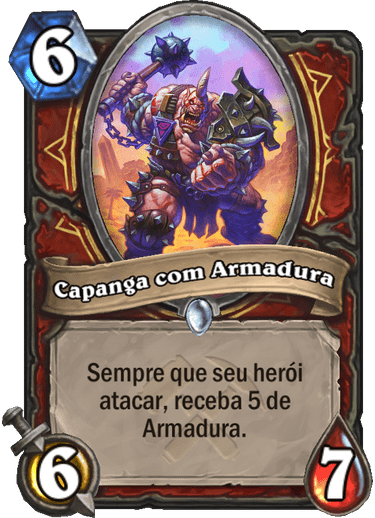 6
Capanga com Armadura
Sempre que seu herói
atacar, receba 5 de
Armadura.
6
7